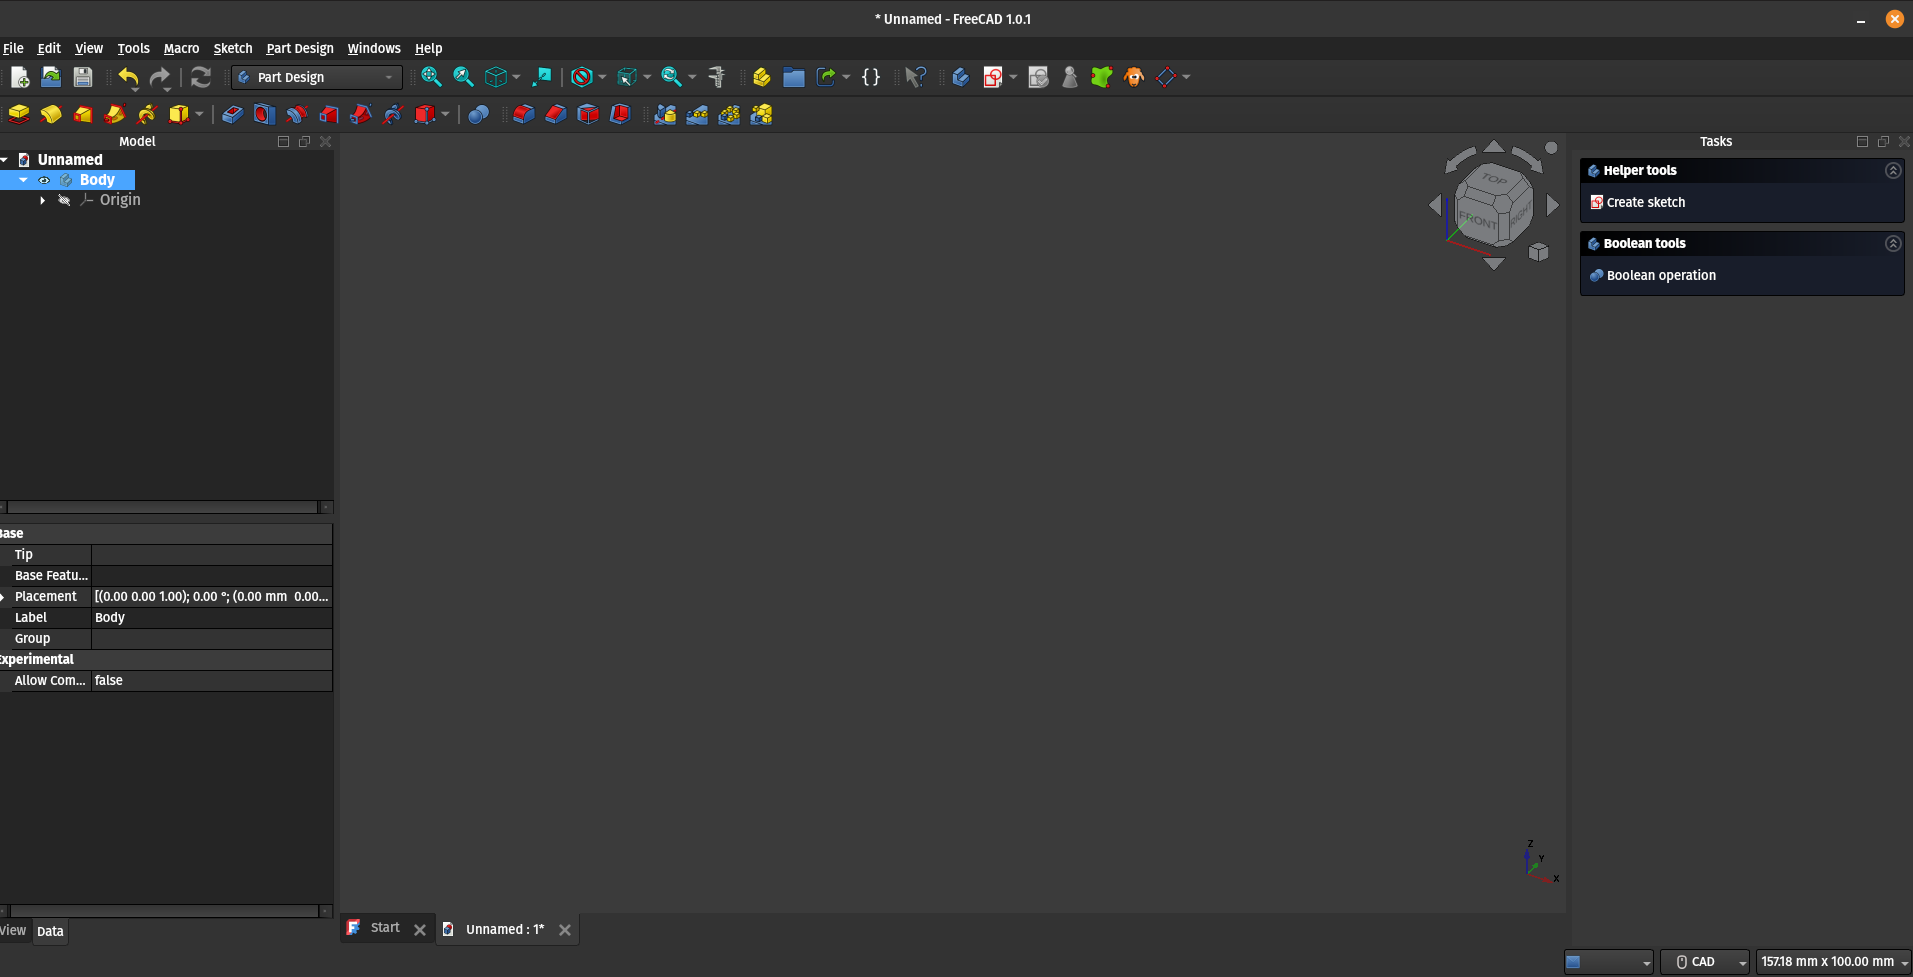 * Unnamed - FreeCAD 1.0.1
File Edit View Tools Macro Sketch Part Design Windows Help
Part Design
Model
Tasks
Unnamed
Body
Origin
Helper tools
Create sketch
Boolean tools
Boolean operation
TOP
FRONT
RIGHT
Base
Tip
Base Featu...
Placement [(0.00 0.00 1.00); 0.00 °; (0.00 mm 0.00...
Label Body
Group
Experimental
Allow Com... false
Z
Y
X
View Data
Start
Unnamed : 1*
CAD
157.18 mm x 100.00 mm